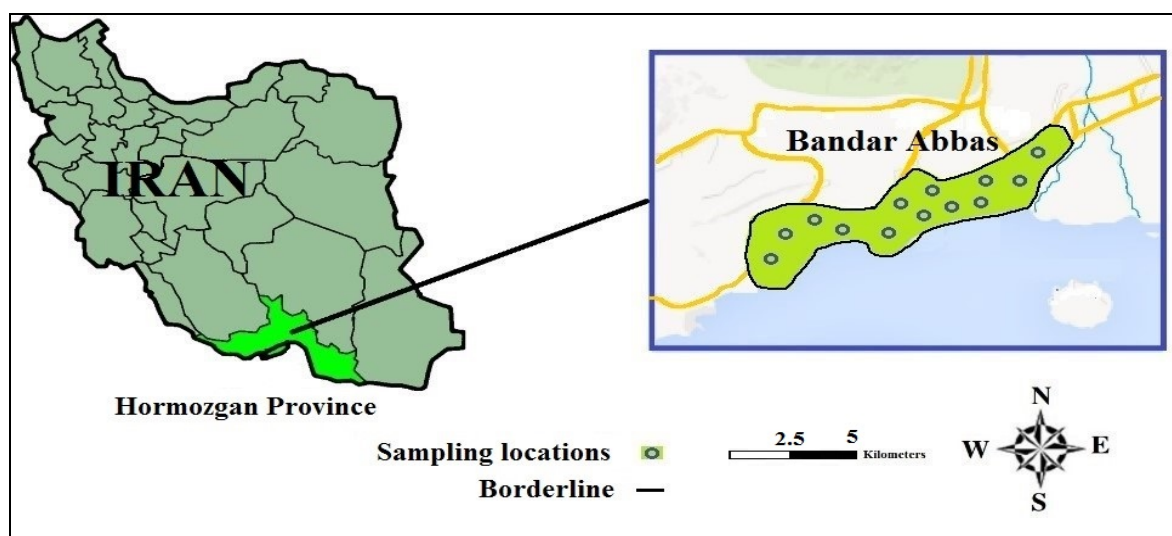 IRAN
Bandar Abbas
Hormozgan Province
Sampling locations
Borderline
2.5 5
Kilometers
N
W E
S